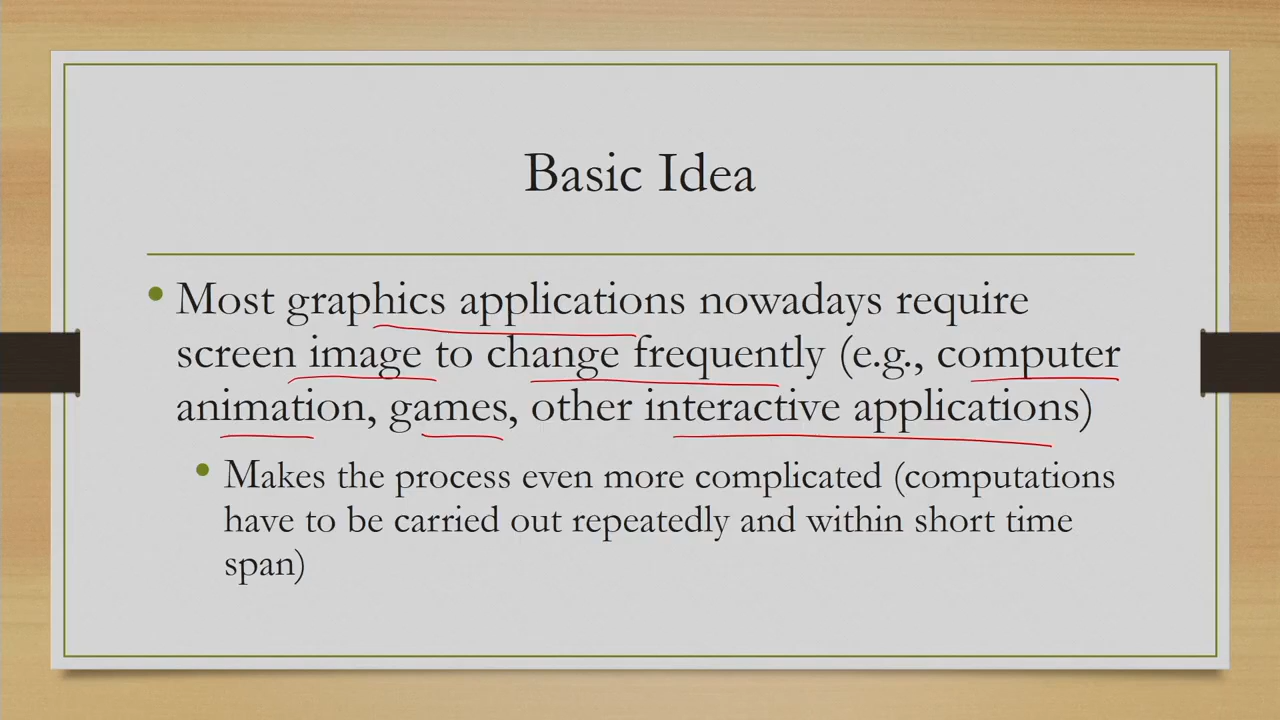 Basic Idea
Most graphics applications nowadays require
screen image to change frequently (e.g., computer
animation, games, other interactive applications)
Makes the process even more complicated (computations
have to be carried out repeatedly and within short time
span)